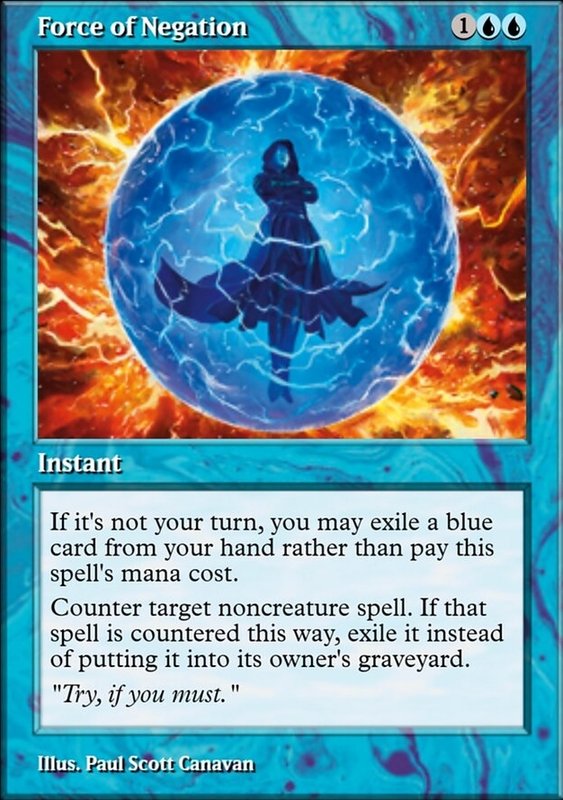 Force of Negation 1
Instant
If it's not your turn, you may exile a blue
card from your hand rather than pay this
spell's mana cost.
Counter target noncreature spell. If that
spell is countered this way, exile it instead
of putting it into its owner's graveyard.
"Try, if you must."
Illus. Paul Scott Canavan